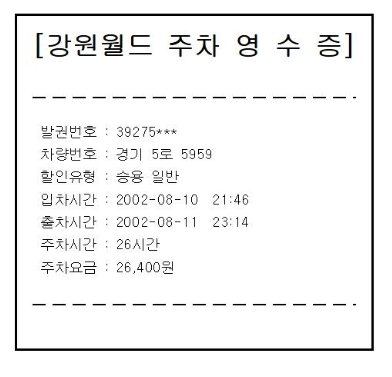 [강원월드 주차 영 수 증]
발권번호 : 39275***
차량번호 : 경기 5로 5959
할인유형 : 승용 일반
입차시간 : 2002-08-10 21:46
출차시간 : 2002-08-11 23:14
주차시간 : 26시간
주차요금 : 26,400원